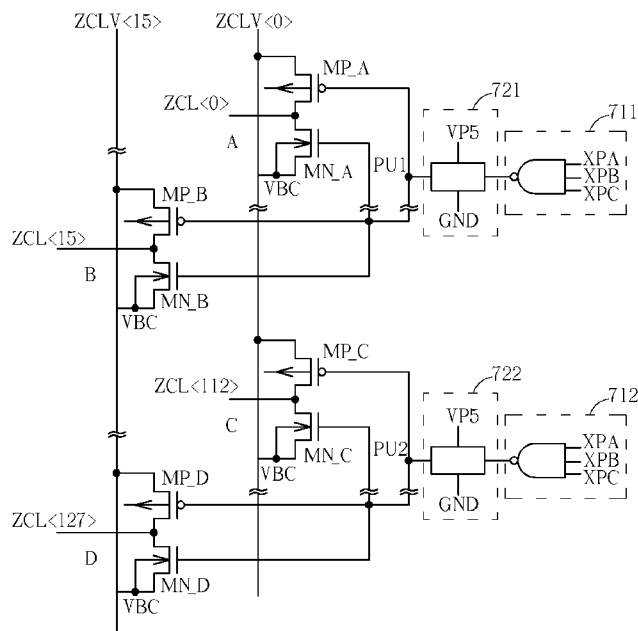 ZCLV<15> ZCLV<0>
MP_A
ZCL<0>
A
MN_A
VBC
PU1
721
VP5
GND
711
XPA
XPB
XPC
MP_B
ZCL<15>
B
MN_B
VBC
MP_C
ZCL<112>
C
MN_C
VBC
PU2
722
VP5
GND
712
XPA
XPB
XPC
MP_D
ZCL<127>
D
MN_D
VBC